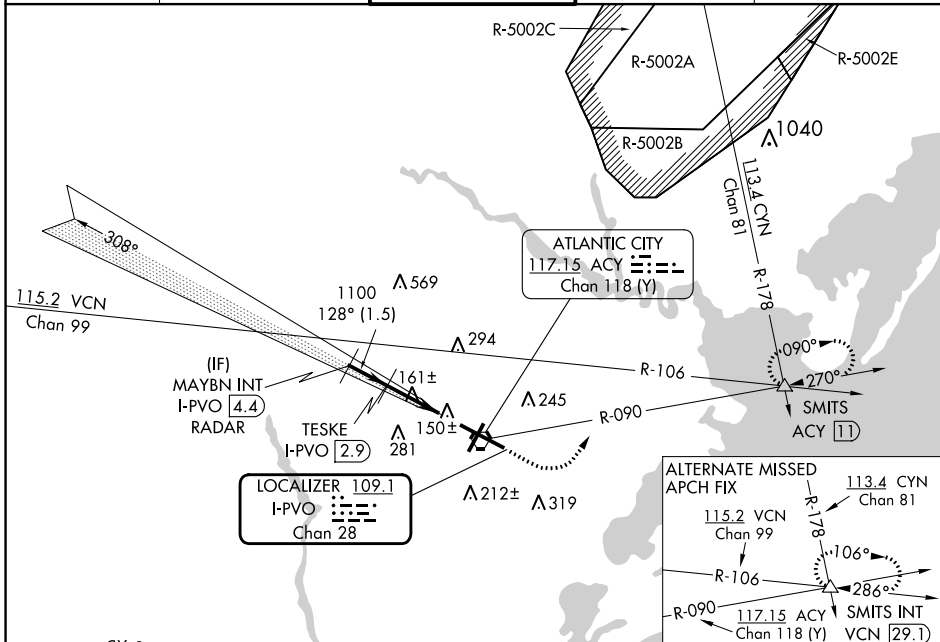 R-5002C
R-5002A
R-5002E
R-5002B
1040
113.4 CYN
Chan 81
R-178
308°
115.2 VCN
Chan 99
1100
128° (1.5)
569
ATLANTIC CITY
117.15 ACY
Chan 118 (Y)
294
R-106
090°
270°
(IF)
MAYBN INT
I-PVO 4.4
RADAR
161±
245
R-090
SMITS
ACY 11
TESKE
I-PVO 2.9
150±
281
LOCALIZER 109.1
I-PVO
Chan 28
212±
319
ALTERNATE MISSED
APCH FIX
113.4 CYN
Chan 81
R-178
115.2 VCN
Chan 99
106°
R-106
286°
R-090
117.15 ACY
Chan 118 (Y)
SMITS INT
VCN 29.1